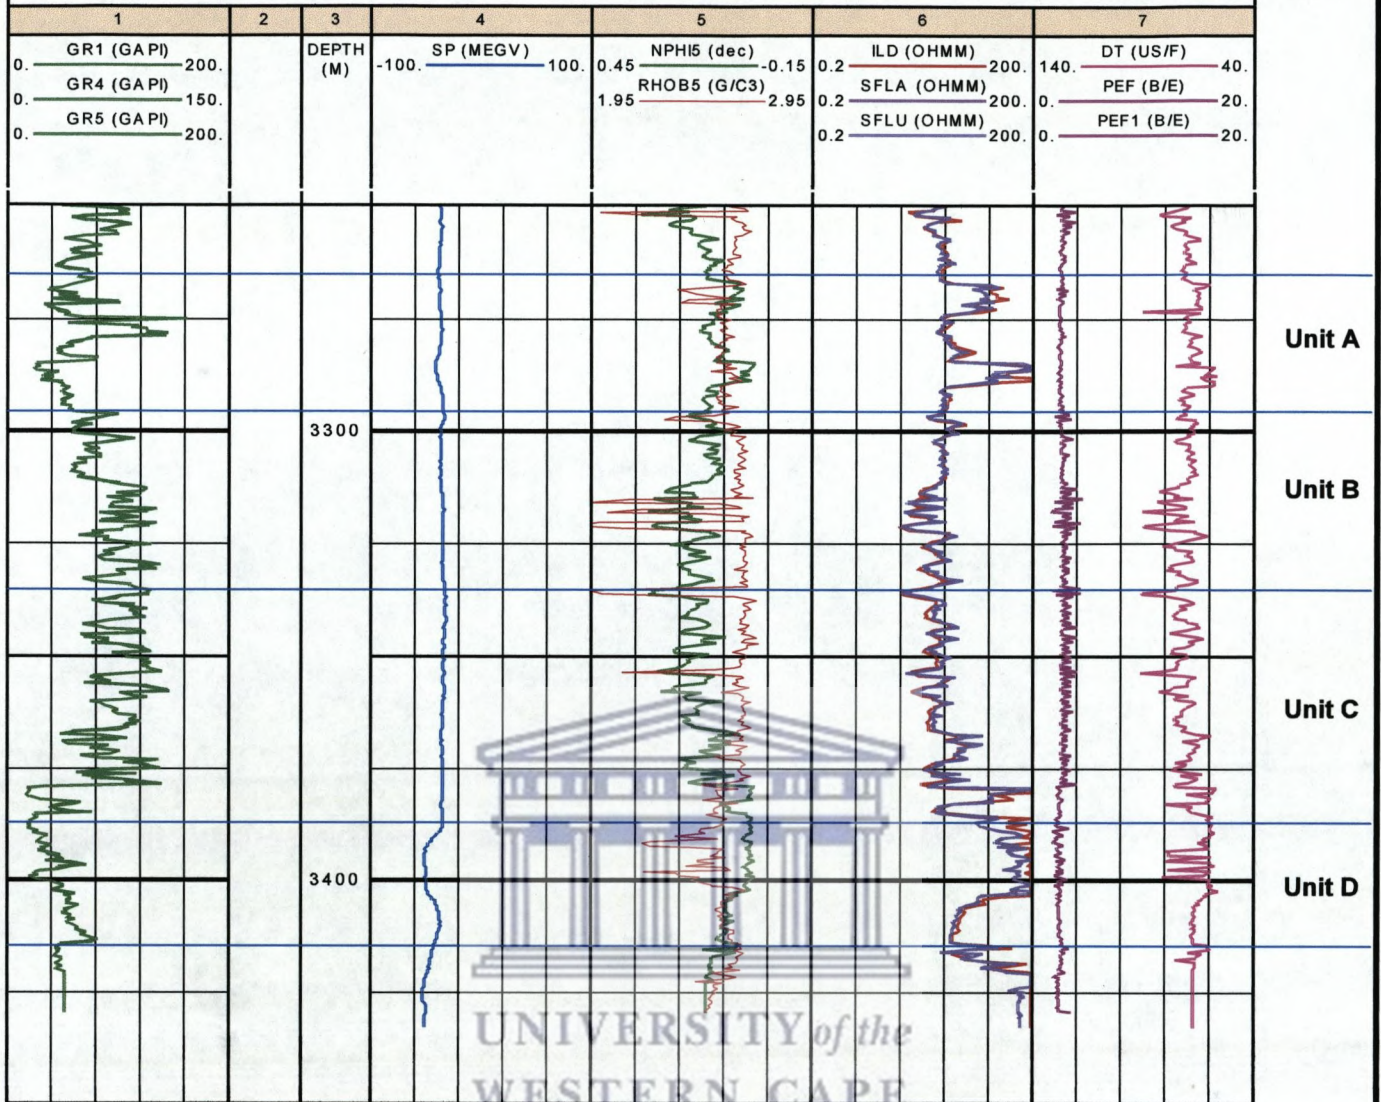 1 2 3 4 5 6 7
GR1 (GAPI) DEPTH SP (MEGV) NPHI5 (dec) ILD (OHMM) DT (US/F)
0. 200. (M) -100. 100. 0.45 -0.15 0.2 200. 140. 40.
GR4 (GAPI) RHOB5 (G/C3) SFLA (OHMM) PEF (B/E)
0. 150. 1.95 2.95 0.2 200. 0. 20.
GR5 (GAPI) SFLU (OHMM) PEF1 (B/E)
0. 200. 0.2 200. 0. 20.
Unit A
3300
Unit B
Unit C
3400
Unit D
UNIVERSITY of the
WESTERN CAPE